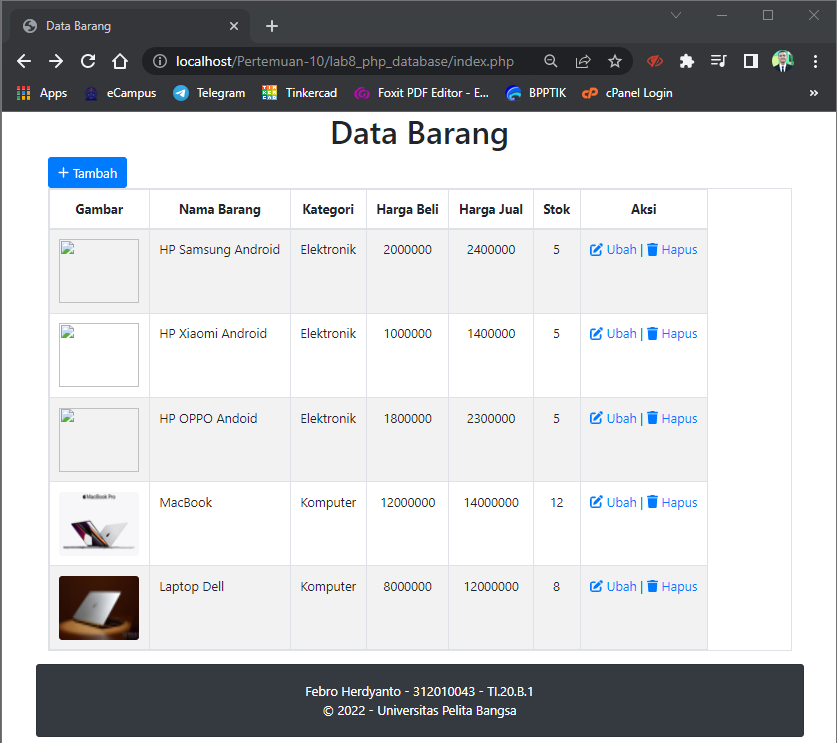 Data Barang
localhost/Pertemuan-10/lab8_php_database/index.php
Apps eCampus Telegram Tinkercad Foxit PDF Editor - E... BPPTIK cPanel Login »
Data Barang
+ Tambah
Gambar Nama Barang Kategori Harga Beli Harga Jual Stok Aksi
HP Samsung Android Elektronik 2000000 2400000 5 Ubah | Hapus
HP Xiaomi Android Elektronik 1000000 1400000 5 Ubah | Hapus
HP OPPO Andoid Elektronik 1800000 2300000 5 Ubah | Hapus
MacBook Pro
MacBook Komputer 12000000 14000000 12 Ubah | Hapus
Laptop Dell Komputer 8000000 12000000 8 Ubah | Hapus
Febro Herdyanto - 312010043 - TI.20.B.1
© 2022 - Universitas Pelita Bangsa